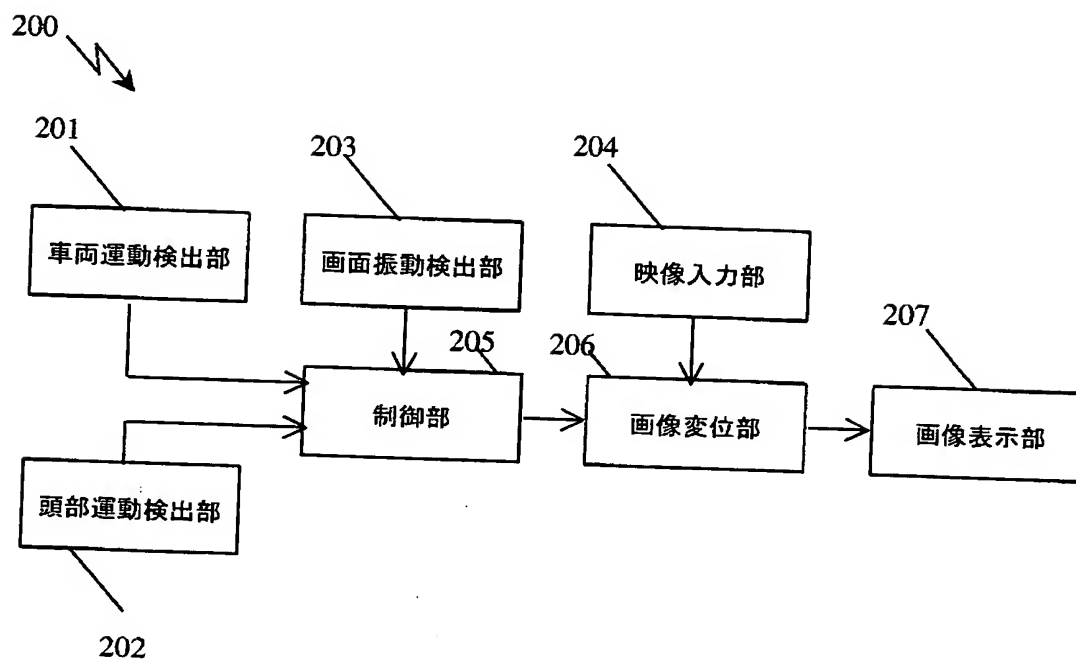 200
201
203
204
車両運動検出部
画面振動検出部
映像入力部
207
205
206
制御部
画像変位部
画像表示部
頭部運動検出部
202